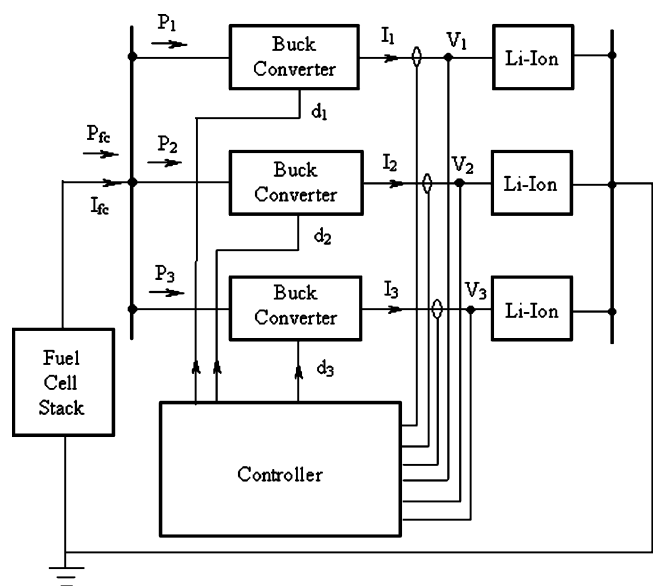 P1
Buck
Converter
I1
V1
Li-Ion
d1
Pfc
P2
Buck
Converter
I2
V2
Li-Ion
Ifc
d2
P3
Buck
Converter
I3
V3
Li-Ion
Fuel
Cell
Stack
d3
Controller